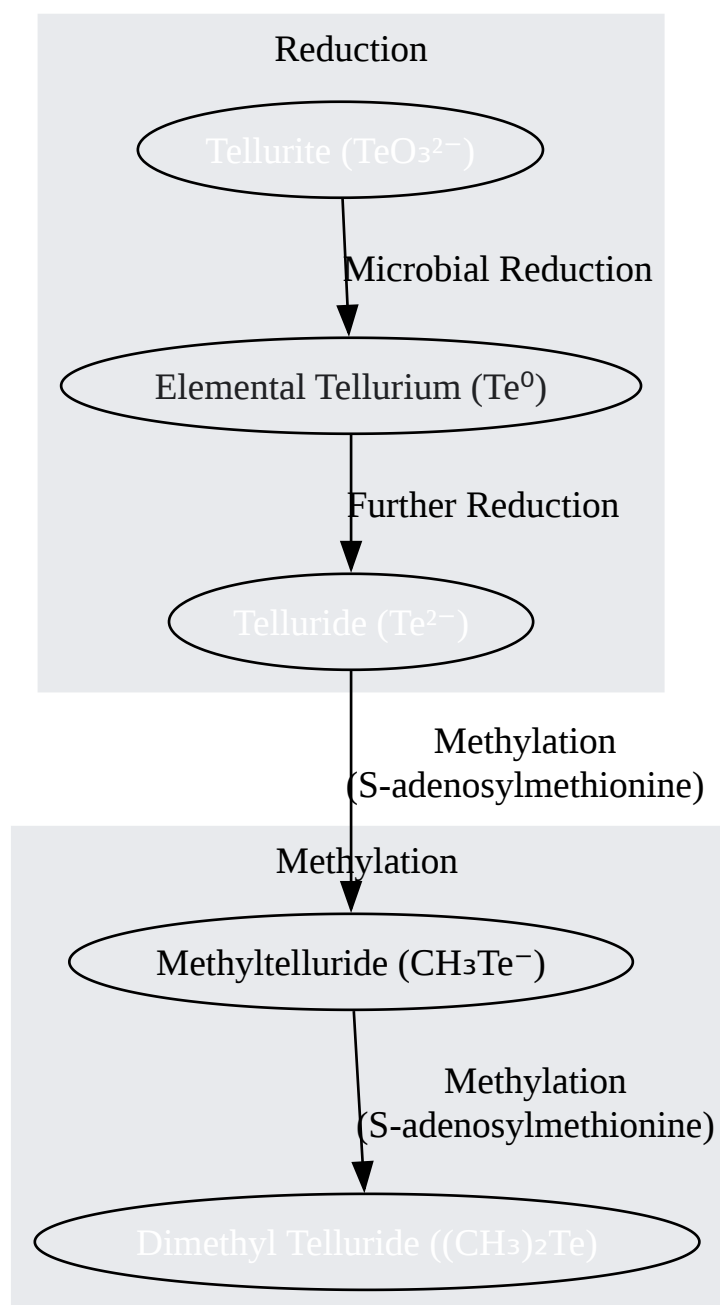 Reduction
Tellurite (TeO₃²⁻)
Microbial Reduction
Elemental Tellurium (Te⁰)
Further Reduction
Telluride (Te²⁻)
Methylation
(S-adenosylmethionine)
Methylation
Methyltelluride (CH₃Te⁻)
Methylation
(S-adenosylmethionine)
Dimethyl Telluride ((CH₃)₂Te)